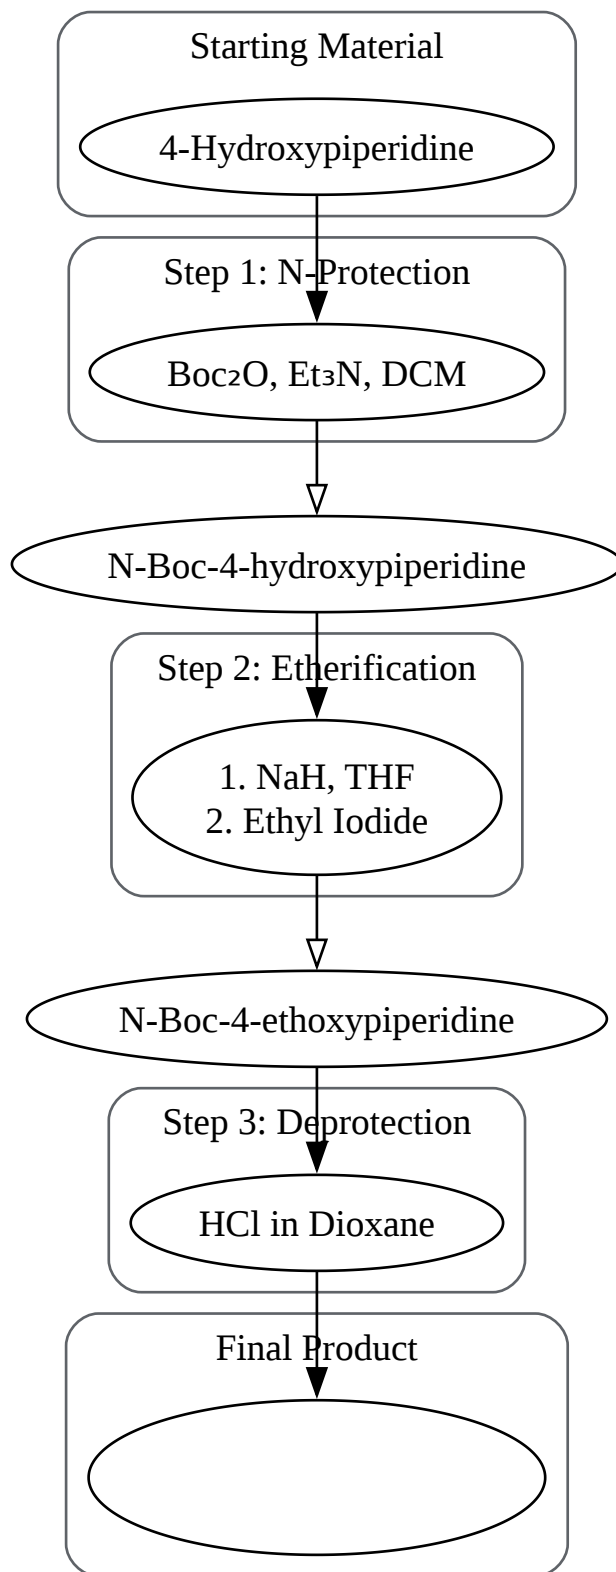 Starting Material
4-Hydroxypiperidine
Step 1: N-Protection
Boc₂O, Et₃N, DCM
N-Boc-4-hydroxypiperidine
Step 2: Etherification
1. NaH, THF
2. Ethyl Iodide
N-Boc-4-ethoxypiperidine
Step 3: Deprotection
HCl in Dioxane
Final Product